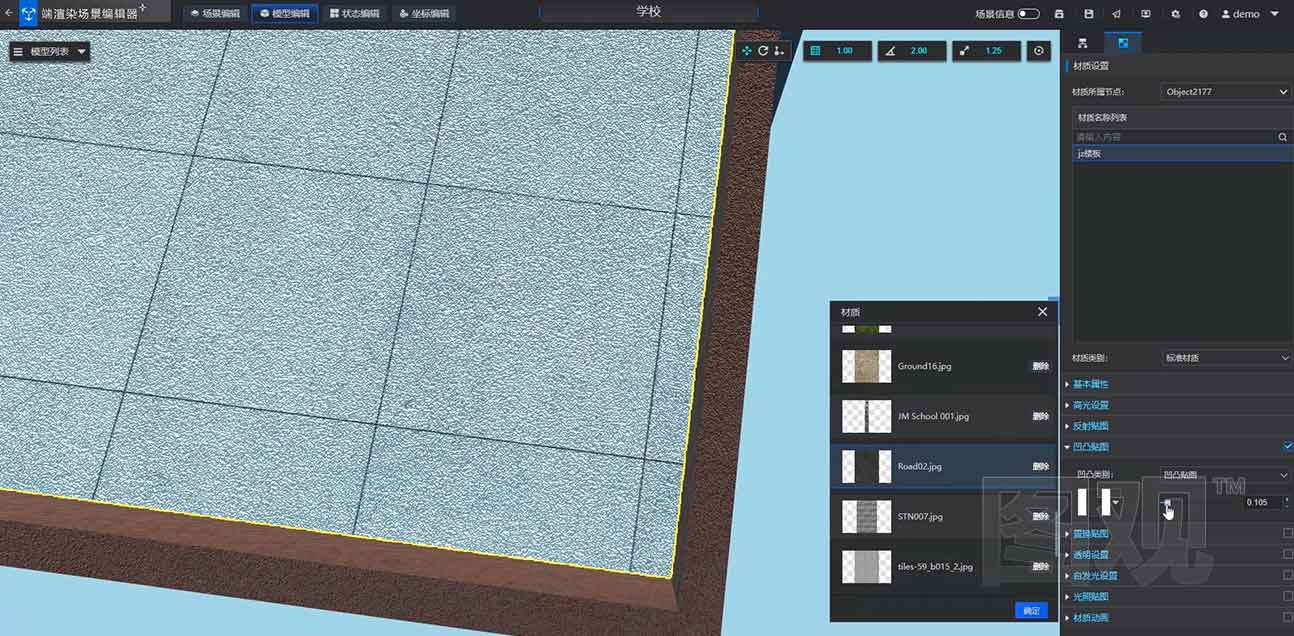 端渲染场景编辑器
场景编辑
模型编辑
状态编辑
坐标编辑
学校
场景信息
demo
模型列表
1.00
2.00
1.25
材质设置
材质所属节点:
Object2177
材质名称列表
请输入内容
jz楼板
材质类别:
标准材质
基本属性
高光设置
反射贴图
凹凸贴图
凹凸类别:
凹凸贴图
0.105
置换贴图
透明设置
自发光设置
光照贴图
材质动画
材质
Ground16.jpg
删除
JM School 001.jpg
删除
Road02.jpg
删除
STN007.jpg
删除
tiles-59_b015_2.jpg
删除
确定
图观™